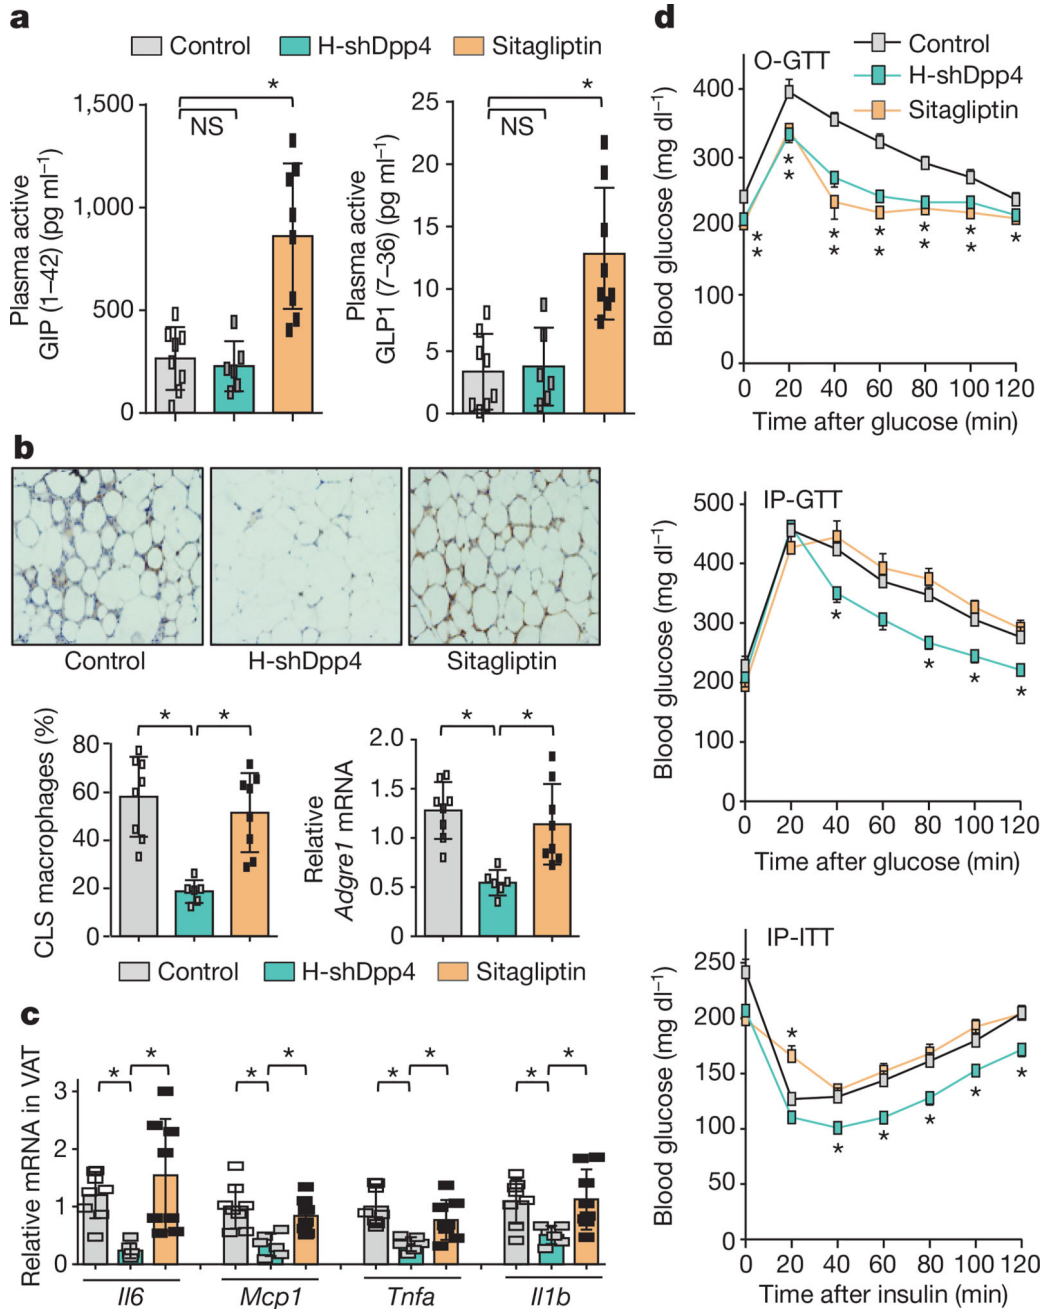 a
Control H-shDpp4 Sitagliptin
Plasma active
GIP (1–42) (pg ml⁻¹)
1,500
1,000
500
0
NS
*
Plasma active
GLP1 (7–36) (pg ml⁻¹)
25
20
15
10
5
0
NS
*
b
Control
H-shDpp4
Sitagliptin
CLS macrophages (%)
80
60
40
20
0
* *
Relative
Adgre1 mRNA
2.0
1.5
1.0
0.5
0
* *
Control H-shDpp4 Sitagliptin
c
Relative mRNA in VAT
3
2
1
0
* * * * * * * *
Il6 Mcp1 Tnfa Il1b
d
O-GTT
Control
H-shDpp4
Sitagliptin
Blood glucose (mg dl⁻¹)
400
300
200
100
0
* * * * * * *
* * * * * *
0 20 40 60 80 100 120
Time after glucose (min)
IP-GTT
Blood glucose (mg dl⁻¹)
500
400
300
200
100
0
* * * *
0 20 40 60 80 100 120
Time after glucose (min)
IP-ITT
Blood glucose (mg dl⁻¹)
250
200
150
100
50
0
*
* * * * *
0 20 40 60 80 100 120
Time after insulin (min)